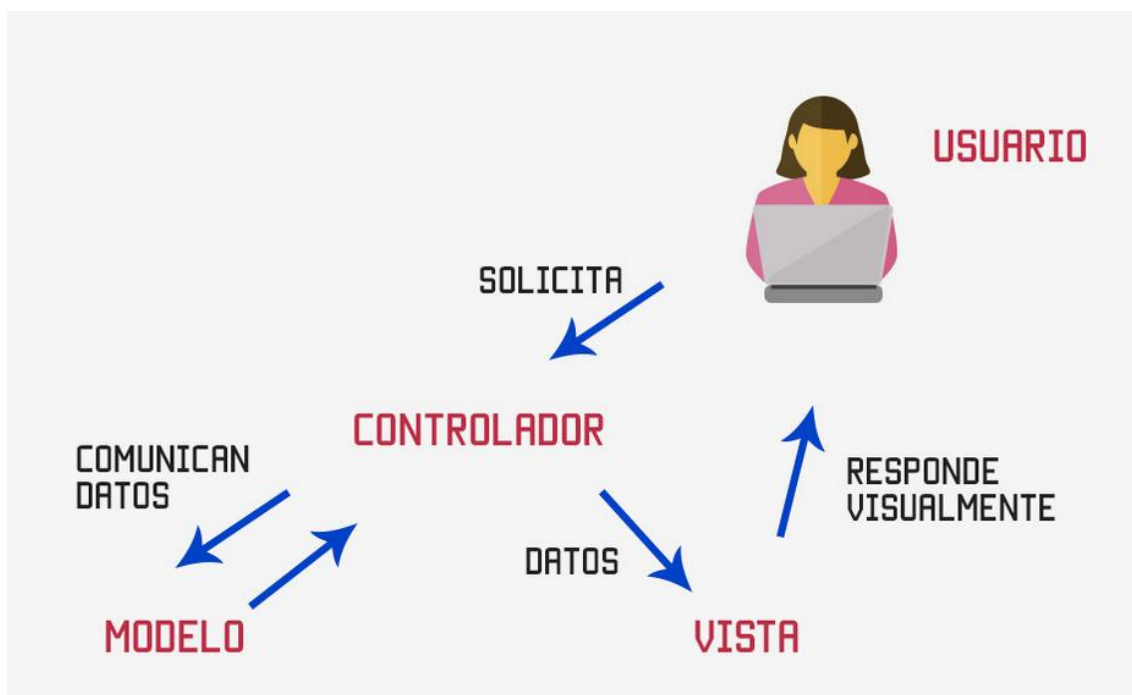 USUARIO
SOLICITA
CONTROLADOR
COMUNICAN
DATOS
RESPONDE
VISUALMENTE
DATOS
MODELO
VISTA